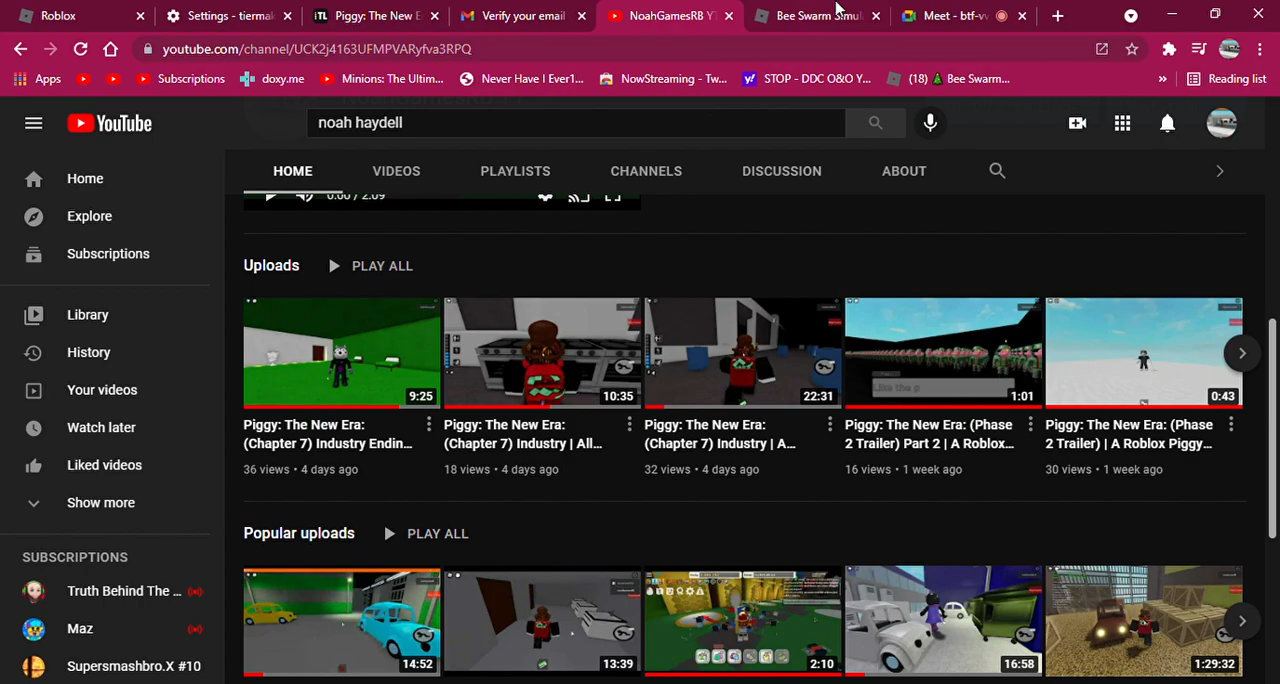 Roblox
Settings - tierma
Piggy: The New E
Verify your email
NoahGamesRB YT
Bee Swarm Simula
Meet - btf-vv
youtube.com/channel/UCK2j4163UFMPVARyfva3RPQ
Apps
Subscriptions
doxy.me
Minions: The Ultim...
Never Have I Ever1...
NowStreaming - Tw...
STOP - DDC O&O Y...
(18) Bee Swarm...
»
Reading list
YouTube
noah haydell
HOME
VIDEOS
PLAYLISTS
CHANNELS
DISCUSSION
ABOUT
Home
Explore
Subscriptions
Library
History
Your videos
Watch later
Liked videos
Show more
SUBSCRIPTIONS
Truth Behind The ...
Maz
Supersmashbro.X #10
0:00 / 2:09
Uploads
PLAY ALL
9:25
10:35
22:31
1:01
0:43
Piggy: The New Era:
(Chapter 7) Industry Endin...
36 views • 4 days ago
Piggy: The New Era:
(Chapter 7) Industry | All...
18 views • 4 days ago
Piggy: The New Era:
(Chapter 7) Industry | A...
32 views • 4 days ago
Piggy: The New Era: (Phase
2 Trailer) Part 2 | A Roblox...
16 views • 1 week ago
Piggy: The New Era: (Phase
2 Trailer) | A Roblox Piggy...
30 views • 1 week ago
Popular uploads
PLAY ALL
14:52
13:39
2:10
16:58
1:29:32